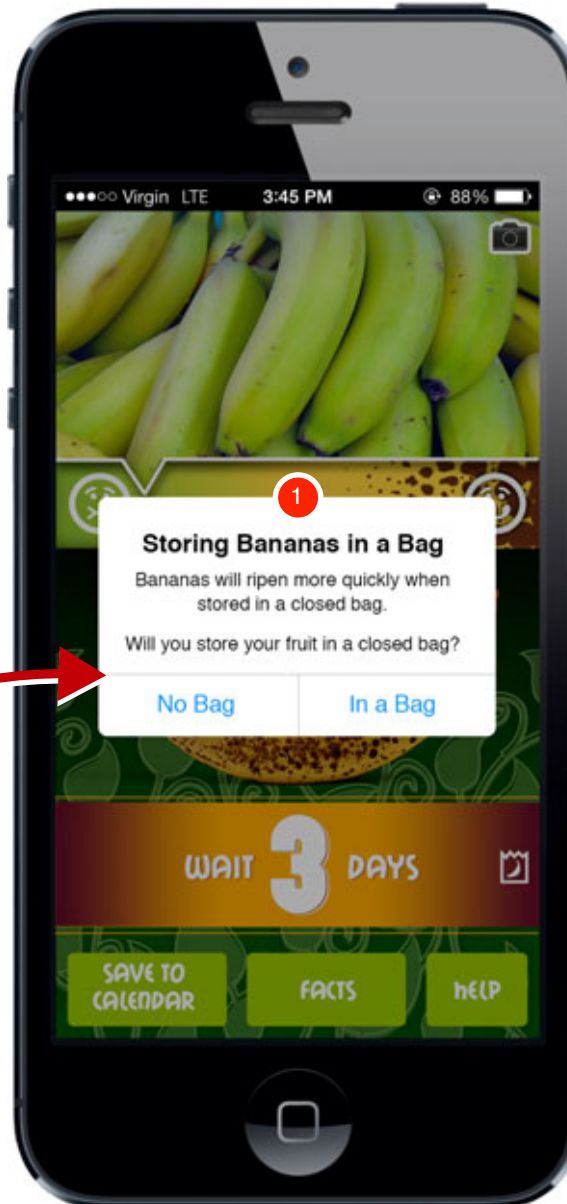 Virgin LTE 3:45 PM 88%
1
Storing Bananas in a Bag
Bananas will ripen more quickly when
stored in a closed bag.
Will you store your fruit in a closed bag?
No Bag In a Bag
WAIT 3 DAYS
SAVE TO
CALENDAR
FACTS
hELP